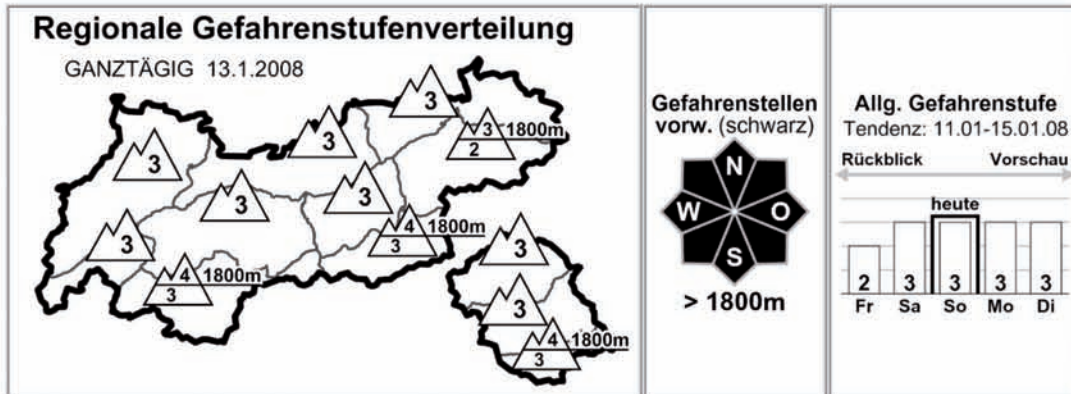 Regionale Gefahrenstufenverteilung
GANZTÄGIG 13.1.2008
3
3
3
3
1800m
2
3
3
3
4
1800m
3
3
3
4
1800m
3
3
4
1800m
3
Gefahrenstellen
vorw. (schwarz)
N
W
O
S
> 1800m
Allg. Gefahrenstufe
Tendenz: 11.01-15.01.08
Rückblick Vorschau
heute
2 3 3 3 3
Fr Sa So Mo Di